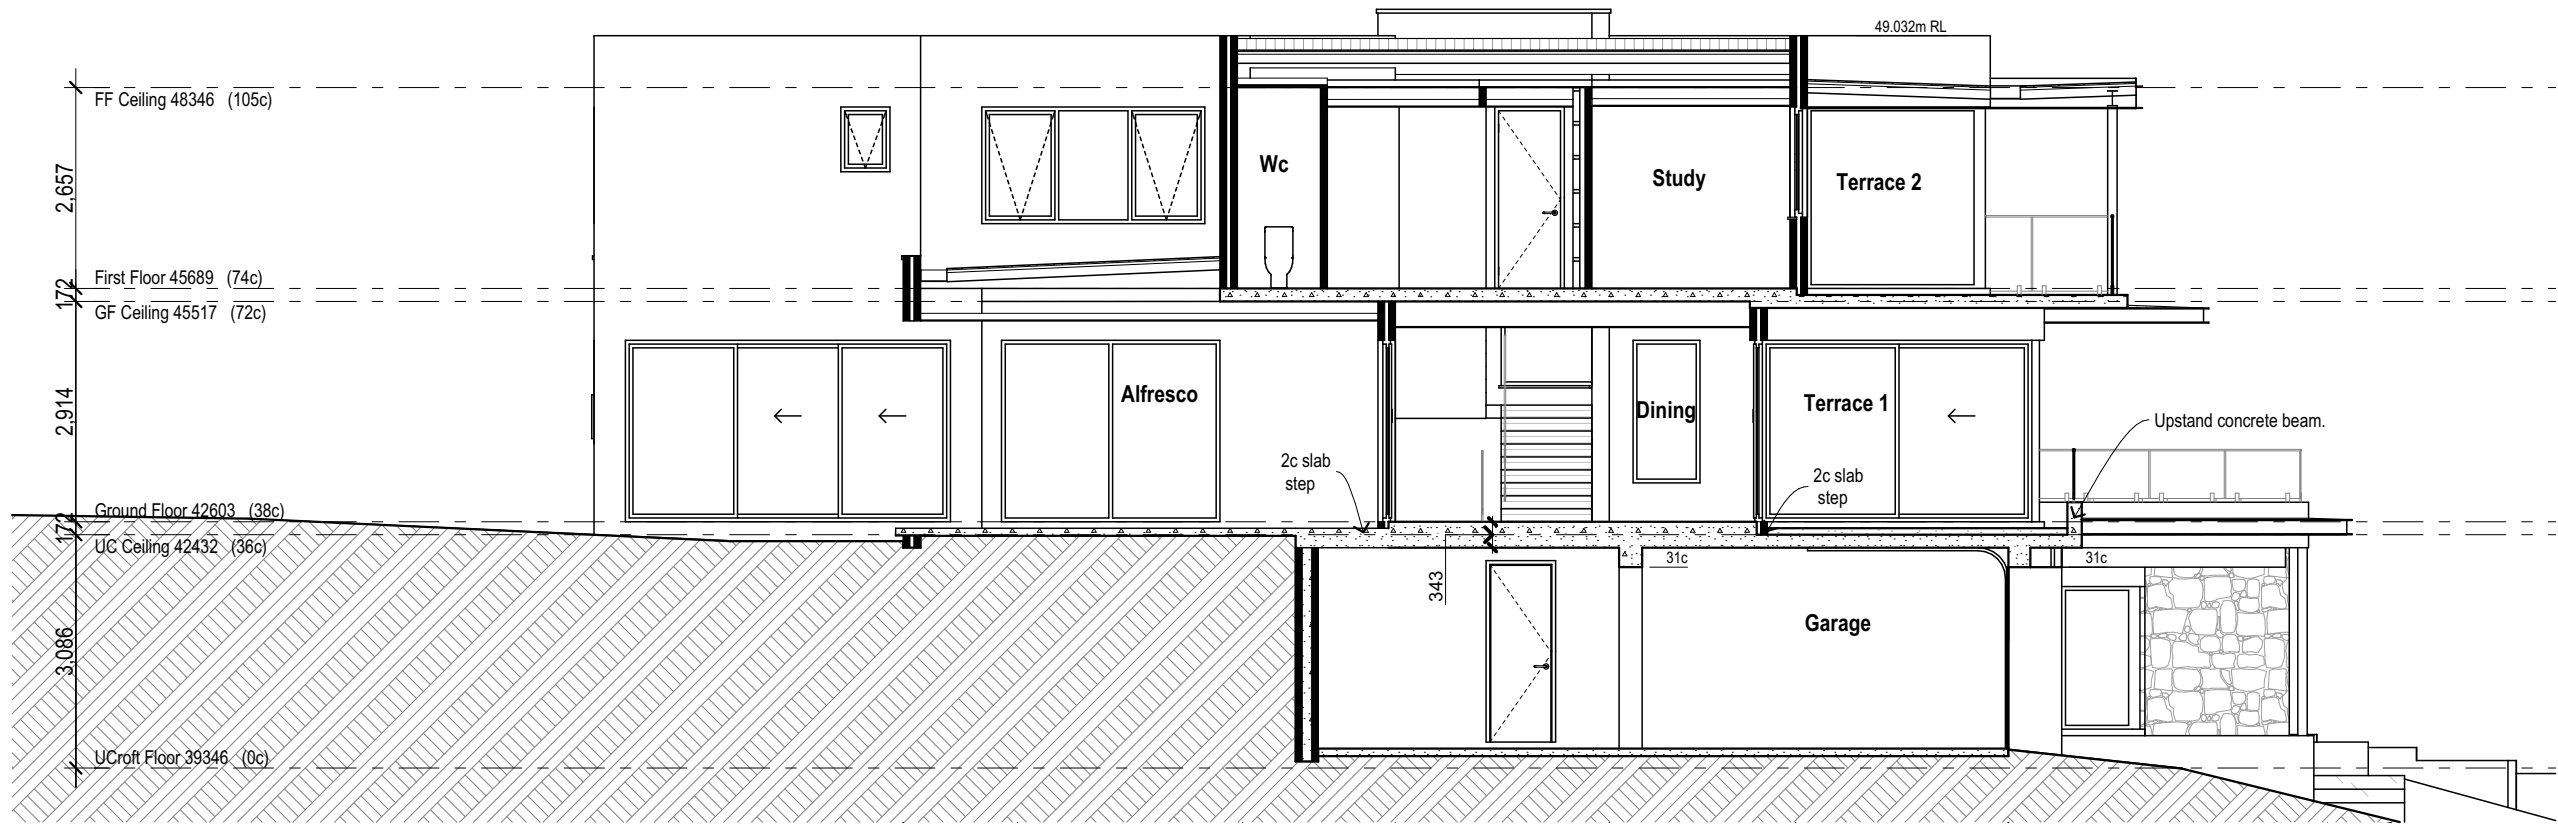 49.032m RL
FF Ceiling 48346 (105c)
2,657
Wc
Study
Terrace 2
First Floor 45689 (74c)
172
GF Ceiling 45517 (72c)
2,914
Alfresco
Dining
Terrace 1
Upstand concrete beam.
2c slab
step
2c slab
step
Ground Floor 42603 (38c)
172
UC Ceiling 42432 (36c)
343
31c
31c
3,086
Garage
UCroft Floor 39346 (0c)